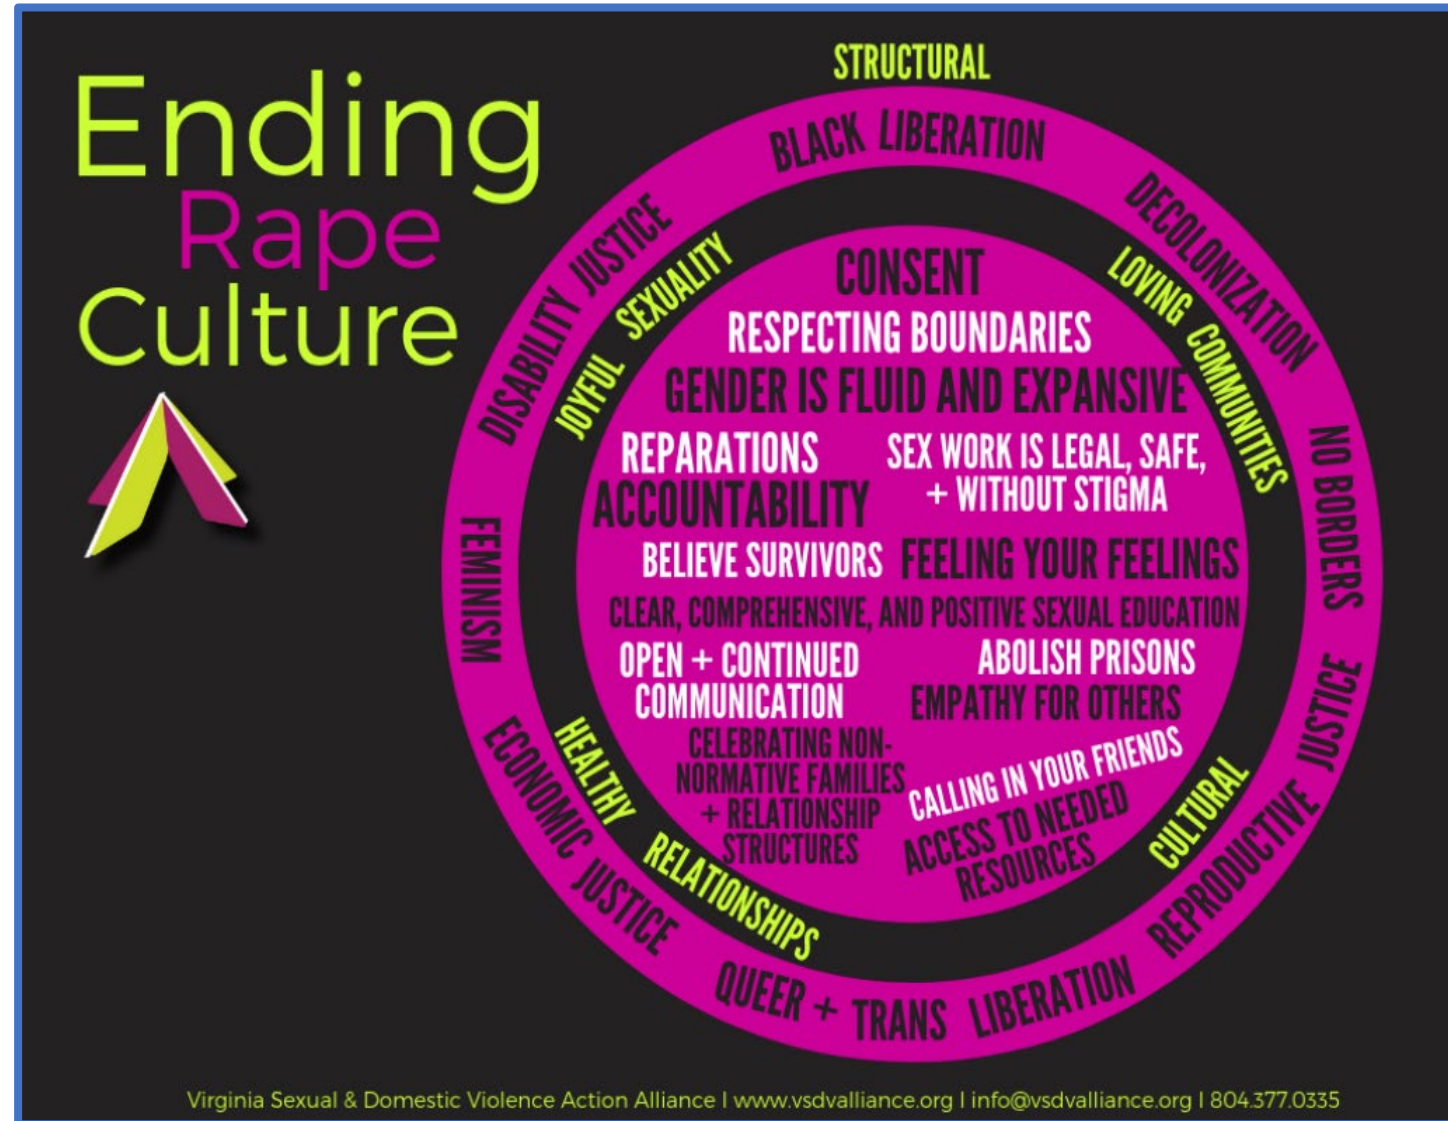 Ending
Rape
Culture
STRUCTURAL
BLACK LIBERATION
DECOLONIZATION
NO BORDERS
REPRODUCTIVE JUSTICE
QUEER + TRANS LIBERATION
ECONOMIC JUSTICE
FEMINISM
DISABILITY JUSTICE
JOYFUL SEXUALITY
LOVING COMMUNITIES
CULTURAL
HEALTHY RELATIONSHIPS
CONSENT
RESPECTING BOUNDARIES
GENDER IS FLUID AND EXPANSIVE
REPARATIONS
ACCOUNTABILITY
SEX WORK IS LEGAL, SAFE,
+ WITHOUT STIGMA
BELIEVE SURVIVORS
FEELING YOUR FEELINGS
CLEAR, COMPREHENSIVE, AND POSITIVE SEXUAL EDUCATION
OPEN + CONTINUED
COMMUNICATION
ABOLISH PRISONS
EMPATHY FOR OTHERS
CELEBRATING NON-
NORMATIVE FAMILIES
+ RELATIONSHIP
STRUCTURES
CALLING IN YOUR FRIENDS
ACCESS TO NEEDED
RESOURCES
Virginia Sexual & Domestic Violence Action Alliance I www.vsdvalliance.org I info@vsdvalliance.org I 804.377.0335